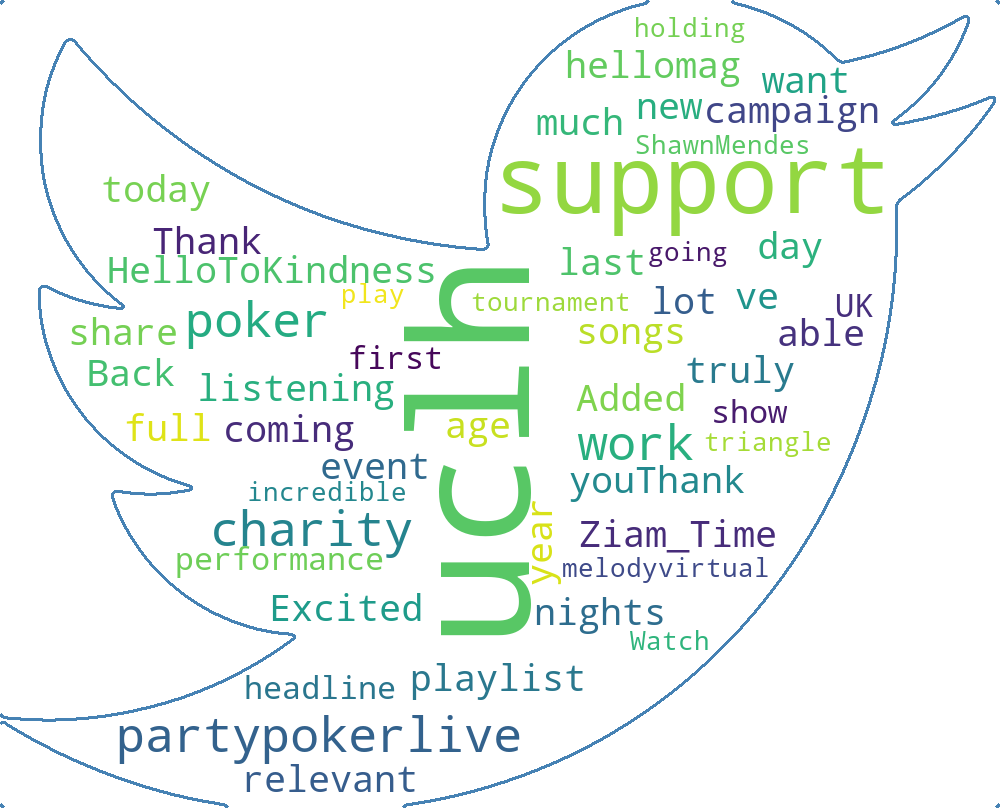 holding
hellomag
want
new
campaign
much
ShawnMendes
support
today
Thank
HelloToKindness
last
going
day
play
tournament
lot
ve
UK
poker
share
songs
able
first
Back
listening
truly
uclh
Added
show
full
coming
age
work
triangle
event
youThank
incredible
charity
year
Ziam_Time
performance
melodyvirtual
Excited
nights
Watch
headline
playlist
partypokerlive
relevant